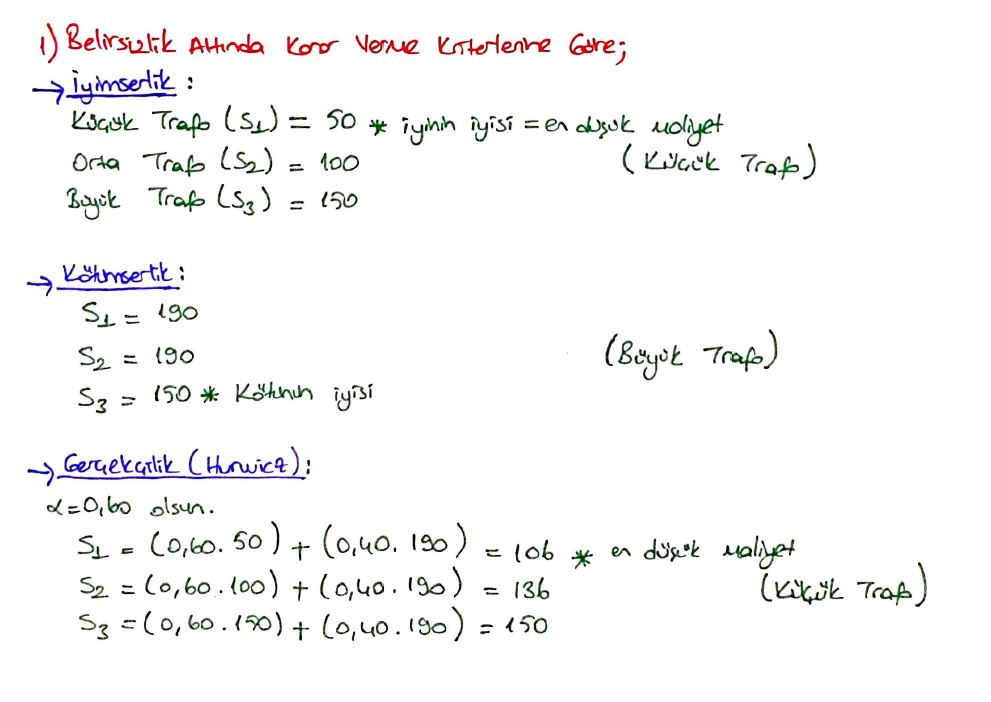 1) Belirsizlik Altında Karar Verme Kriterlerine Göre;
→ İyimserlik :
Küçük Trafo (S1) = 50 * iyinin iyisi = en düşük maliyet
Orta Trafo (S2) = 100 (Küçük Trafo)
Büyük Trafo (S3) = 150
→ Kötümserlik :
S1 = 190
S2 = 190 (Büyük Trafo)
S3 = 150 * Kötünün iyisi
→ Gerçekçilik (Hurwicz) :
α=0,60 olsun.
S1 = (0,60. 50) + (0,40. 190) = 106 * en düşük maliyet
S2 = (0,60.100) + (0,40.190) = 136 (Küçük Trafo)
S3 = (0,60.150) + (0,40.190) = 150